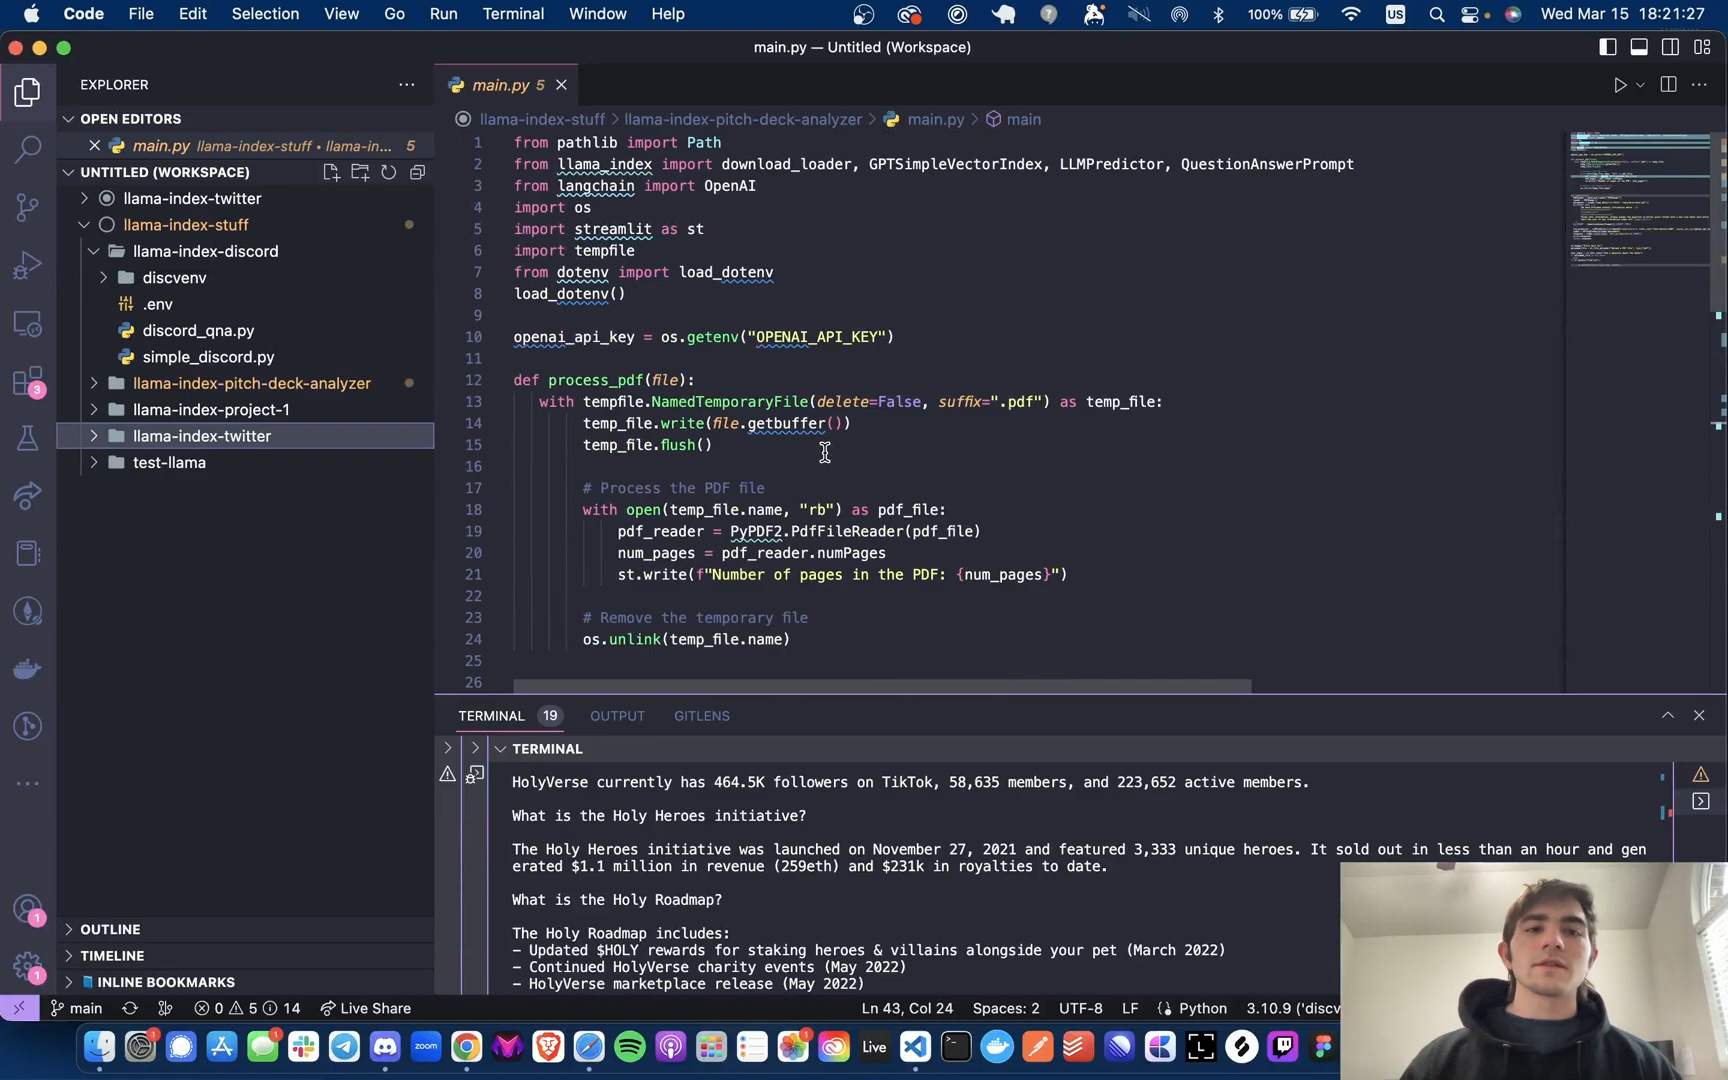 Code File Edit Selection View Go Run Terminal Window Help 100% US Wed Mar 15 18:21:27
main.py — Untitled (Workspace)
EXPLORER
main.py 5
OPEN EDITORS
llama-index-stuff > llama-index-pitch-deck-analyzer > main.py > main
main.py llama-index-stuff • llama-in... 5
UNTITLED (WORKSPACE)
llama-index-twitter
llama-index-stuff
llama-index-discord
discvenv
.env
discord_qna.py
simple_discord.py
llama-index-pitch-deck-analyzer
llama-index-project-1
llama-index-twitter
test-llama
3
OUTLINE
TIMELINE
INLINE BOOKMARKS
1
1
1 from pathlib import Path
2 from llama_index import download_loader, GPTSimpleVectorIndex, LLMPredictor, QuestionAnswerPrompt
3 from langchain import OpenAI
4 import os
5 import streamlit as st
6 import tempfile
7 from dotenv import load_dotenv
8 load_dotenv()
9
10 openai_api_key = os.getenv("OPENAI_API_KEY")
11
12 def process_pdf(file):
13 with tempfile.NamedTemporaryFile(delete=False, suffix=".pdf") as temp_file:
14 temp_file.write(file.getbuffer())
15 temp_file.flush()
16
17 # Process the PDF file
18 with open(temp_file.name, "rb") as pdf_file:
19 pdf_reader = PyPDF2.PdfFileReader(pdf_file)
20 num_pages = pdf_reader.numPages
21 st.write(f"Number of pages in the PDF: {num_pages}")
22
23 # Remove the temporary file
24 os.unlink(temp_file.name)
25
26
TERMINAL 19 OUTPUT GITLENS
TERMINAL
HolyVerse currently has 464.5K followers on TikTok, 58,635 members, and 223,652 active members.
What is the Holy Heroes initiative?
The Holy Heroes initiative was launched on November 27, 2021 and featured 3,333 unique heroes. It sold out in less than an hour and gen
erated $1.1 million in revenue (259eth) and $231k in royalties to date.
What is the Holy Roadmap?
The Holy Roadmap includes:
- Updated $HOLY rewards for staking heroes & villains alongside your pet (March 2022)
- Continued HolyVerse charity events (May 2022)
- HolyVerse marketplace release (May 2022)
main 0 5 14 Live Share Ln 43, Col 24 Spaces: 2 UTF-8 LF Python 3.10.9 ('discv
1 1 zoom 1 Live